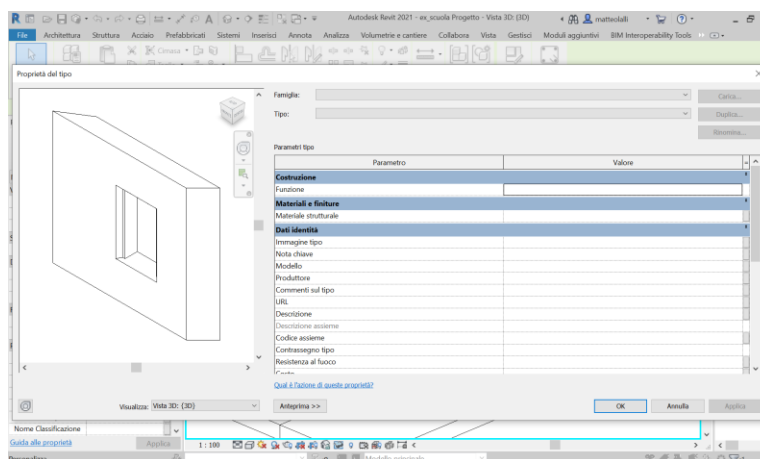 Autodesk Revit 2021 - ex_scuola Progetto - Vista 3D: {3D}
matteolalli
File Architettura Struttura Acciaio Prefabbricati Sistemi Inserisci Annota Analizza Volumetrie e cantiere Collabora Vista Gestisci Moduli aggiuntivi BIM Interoperability Tools
Cimasa
Proprietà del tipo
Famiglia:
Carica...
Tipo:
Duplica...
Rinomina...
Parametri tipo
Parametro Valore =
Costruzione
Funzione
Materiali e finiture
Materiale strutturale
Dati identità
Immagine tipo
Nota chiave
Modello
Produttore
Commenti sul tipo
URL
Descrizione
Descrizione assieme
Codice assieme
Contrassegno tipo
Resistenza al fuoco
Costo
Qual è l'azione di queste proprietà?
Visualizza: Vista 3D: {3D}
Anteprima >> OK Annulla Applica
Nome Classificazione
Guida alle proprietà Applica 1 : 100
Modello principale